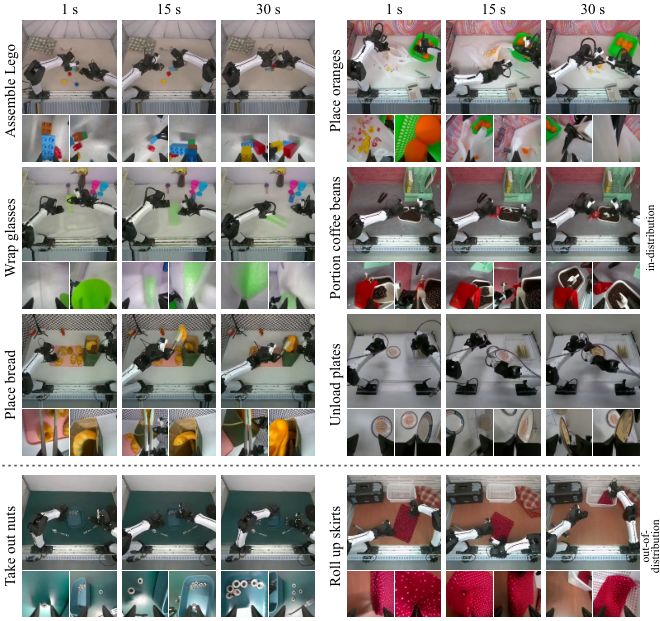 1 s 15 s 30 s
1 s 15 s 30 s
Assemble Lego
Place oranges
Wrap glasses
Portion coffee beans
in-distribution
Place bread
Unload plates
Take out nuts
Roll up skirts
out-of-
distribution